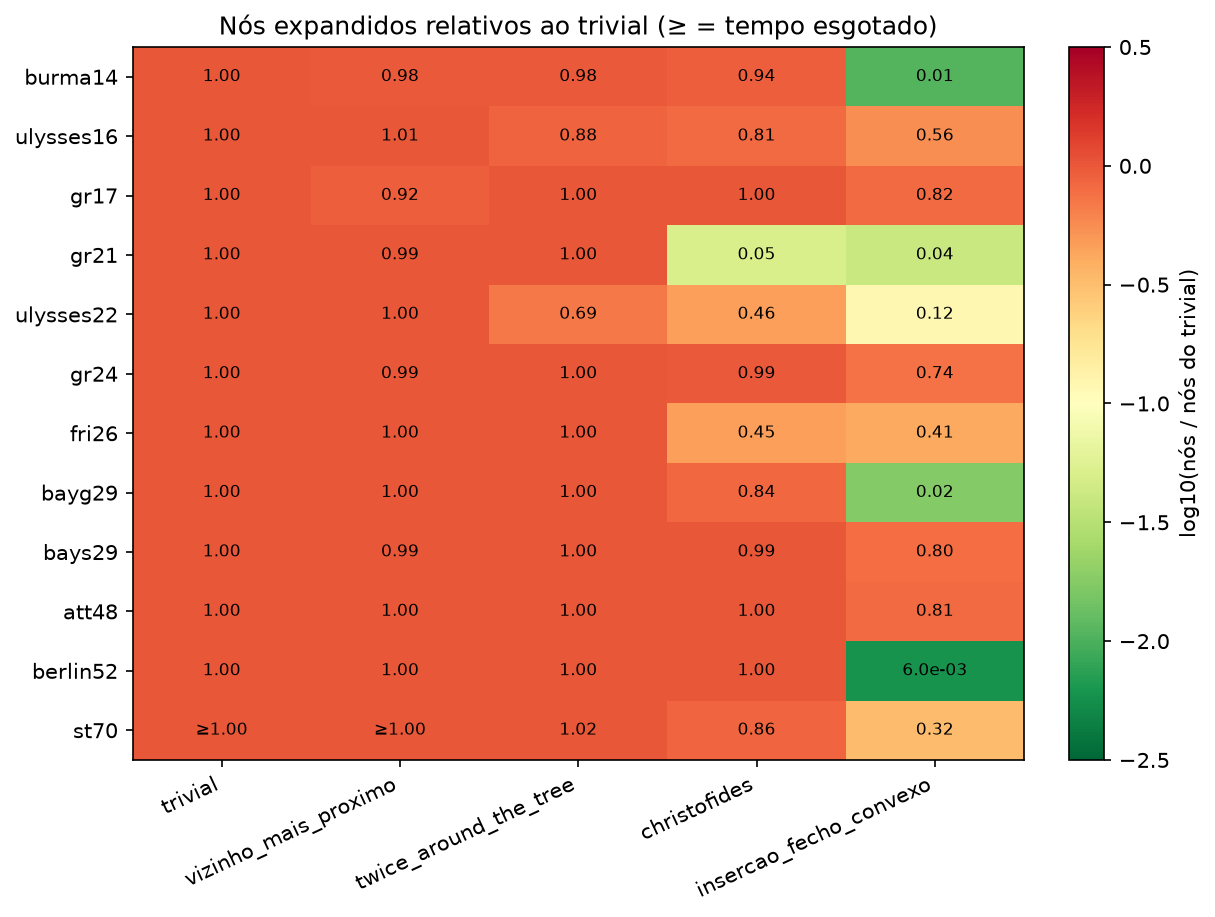 Nós expandidos relativos ao trivial (≥ = tempo esgotado)
burma14 1.00 0.98 0.98 0.94 0.01
ulysses16 1.00 1.01 0.88 0.81 0.56
gr17 1.00 0.92 1.00 1.00 0.82
gr21 1.00 0.99 1.00 0.05 0.04
ulysses22 1.00 1.00 0.69 0.46 0.12
gr24 1.00 0.99 1.00 0.99 0.74
fri26 1.00 1.00 1.00 0.45 0.41
bayg29 1.00 1.00 1.00 0.84 0.02
bays29 1.00 0.99 1.00 0.99 0.80
att48 1.00 1.00 1.00 1.00 0.81
berlin52 1.00 1.00 1.00 1.00 6.0e-03
st70 ≥1.00 ≥1.00 1.02 0.86 0.32
trivial
vizinho_mais_proximo
twice_around_the_tree
christofides
insercao_fecho_convexo
0.5
0.0
−0.5
−1.0
−1.5
−2.0
−2.5
log10(nós / nós do trivial)